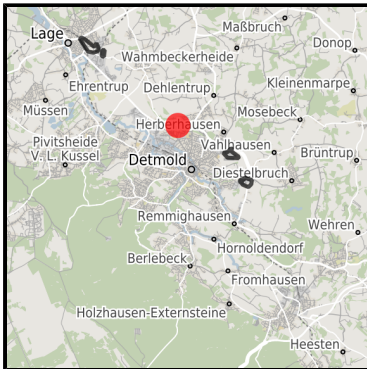 Maßbruch
Lage
Donop
Wahmbeckerheide
Ehrentrup
Dehlentrup
Kleinenmarpe
Müssen
Mosebeck
Herberhausen
Pivitsheide
V. L. Kussel
Vahlhausen
Brüntrup
Detmold
Diestelbruch
Remmighausen
Wehren
Hornoldendorf
Berlebeck
Fromhausen
Holzhausen-Externsteine
Heesten